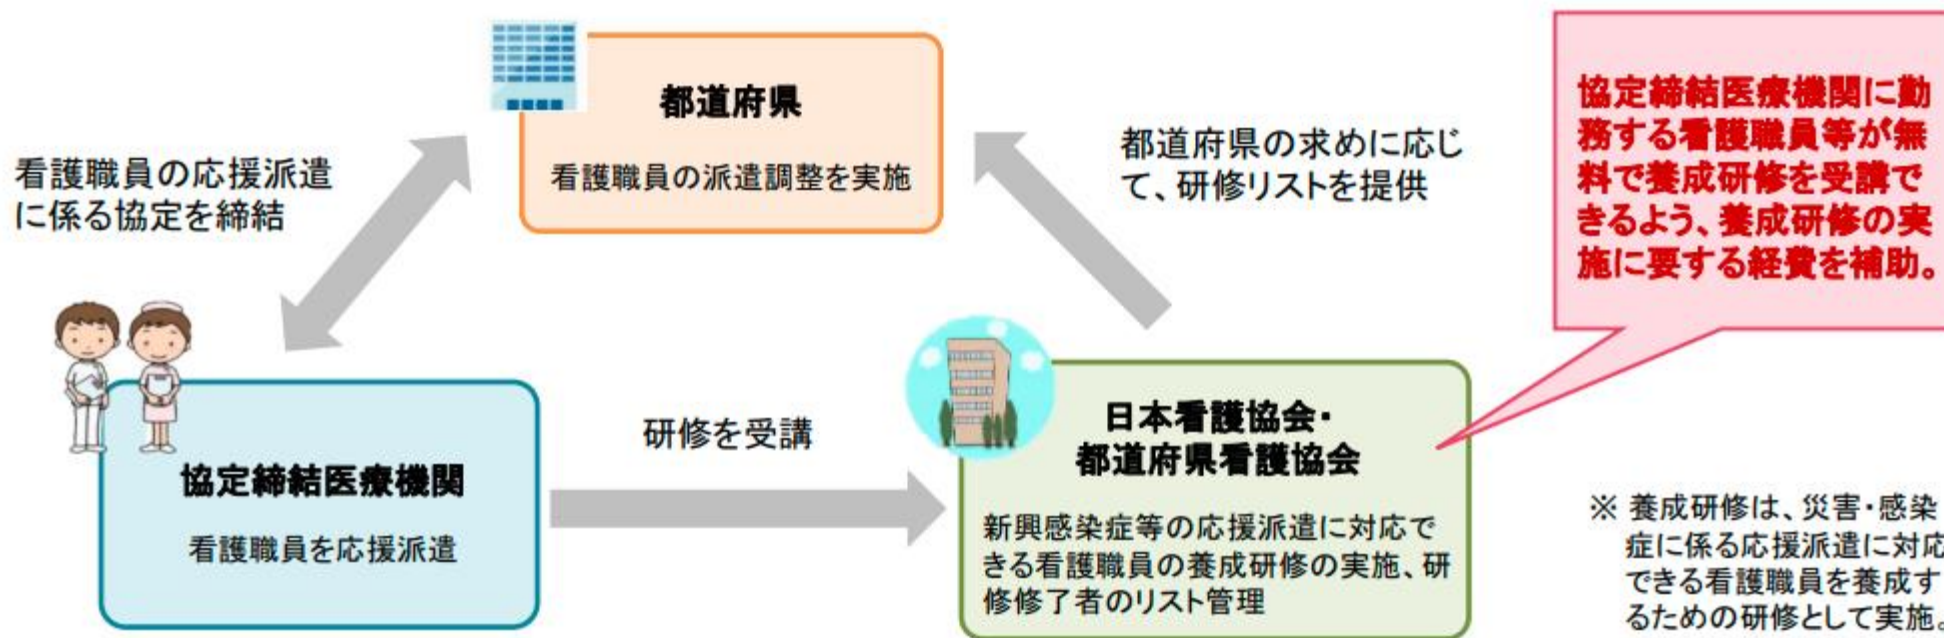 都道府県
看護職員の派遣調整を実施
看護職員の応援派遣
に係る協定を締結
都道府県の求めに応じ
て、研修リストを提供
協定締結医療機関に勤
務する看護職員等が無
料で養成研修を受講で
きるよう、養成研修の実
施に要する経費を補助。
協定締結医療機関
看護職員を応援派遣
研修を受講
日本看護協会・
都道府県看護協会
新興感染症等の応援派遣に対応で
きる看護職員の養成研修の実施、研
修修了者のリスト管理
※ 養成研修は、災害・感染
症に係る応援派遣に対応
できる看護職員を養成す
るための研修として実施。